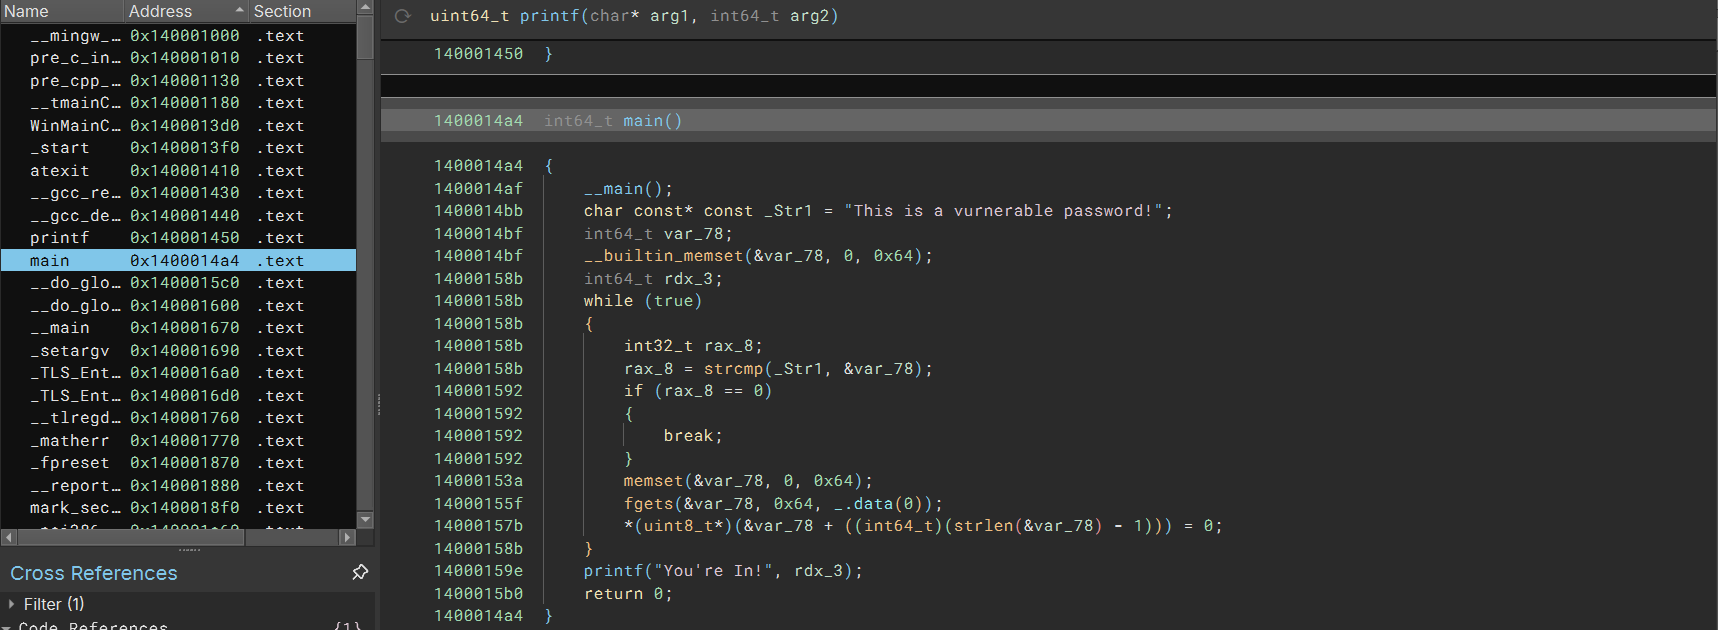 Name Address Section
__mingw_… 0x140001000 .text
pre_c_in… 0x140001010 .text
pre_cpp_… 0x140001130 .text
__tmainC… 0x140001180 .text
WinMainC… 0x1400013d0 .text
_start 0x1400013f0 .text
atexit 0x140001410 .text
__gcc_re… 0x140001430 .text
__gcc_de… 0x140001440 .text
printf 0x140001450 .text
main 0x1400014a4 .text
__do_glo… 0x1400015c0 .text
__do_glo… 0x140001600 .text
__main 0x140001670 .text
_setargv 0x140001690 .text
_TLS_Ent… 0x1400016a0 .text
_TLS_Ent… 0x1400016d0 .text
__tlregd… 0x140001760 .text
_matherr 0x140001770 .text
_fpreset 0x140001870 .text
__report… 0x140001880 .text
mark_sec… 0x1400018f0 .text
Cross References
Filter (1)
Code References {1}
uint64_t printf(char* arg1, int64_t arg2)
140001450 }
1400014a4 int64_t main()
1400014a4 {
1400014af __main();
1400014bb char const* const _Str1 = "This is a vurnerable password!";
1400014bf int64_t var_78;
1400014bf __builtin_memset(&var_78, 0, 0x64);
14000158b int64_t rdx_3;
14000158b while (true)
14000158b {
14000158b int32_t rax_8;
14000158b rax_8 = strcmp(_Str1, &var_78);
140001592 if (rax_8 == 0)
140001592 {
140001592 break;
140001592 }
14000153a memset(&var_78, 0, 0x64);
14000155f fgets(&var_78, 0x64, _.data(0));
14000157b *(uint8_t*)(&var_78 + ((int64_t)(strlen(&var_78) - 1))) = 0;
14000158b }
14000159e printf("You're In!", rdx_3);
1400015b0 return 0;
1400014a4 }